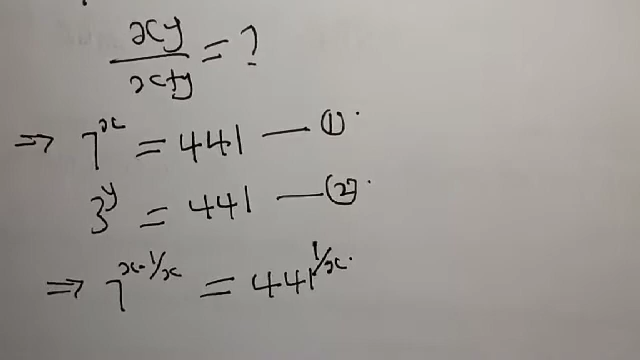 xy/x+y = ?
⇒ 7^x = 441 — ①.
3^y = 441 — ②.
⇒ 7^x·1/x = 441^1/x.